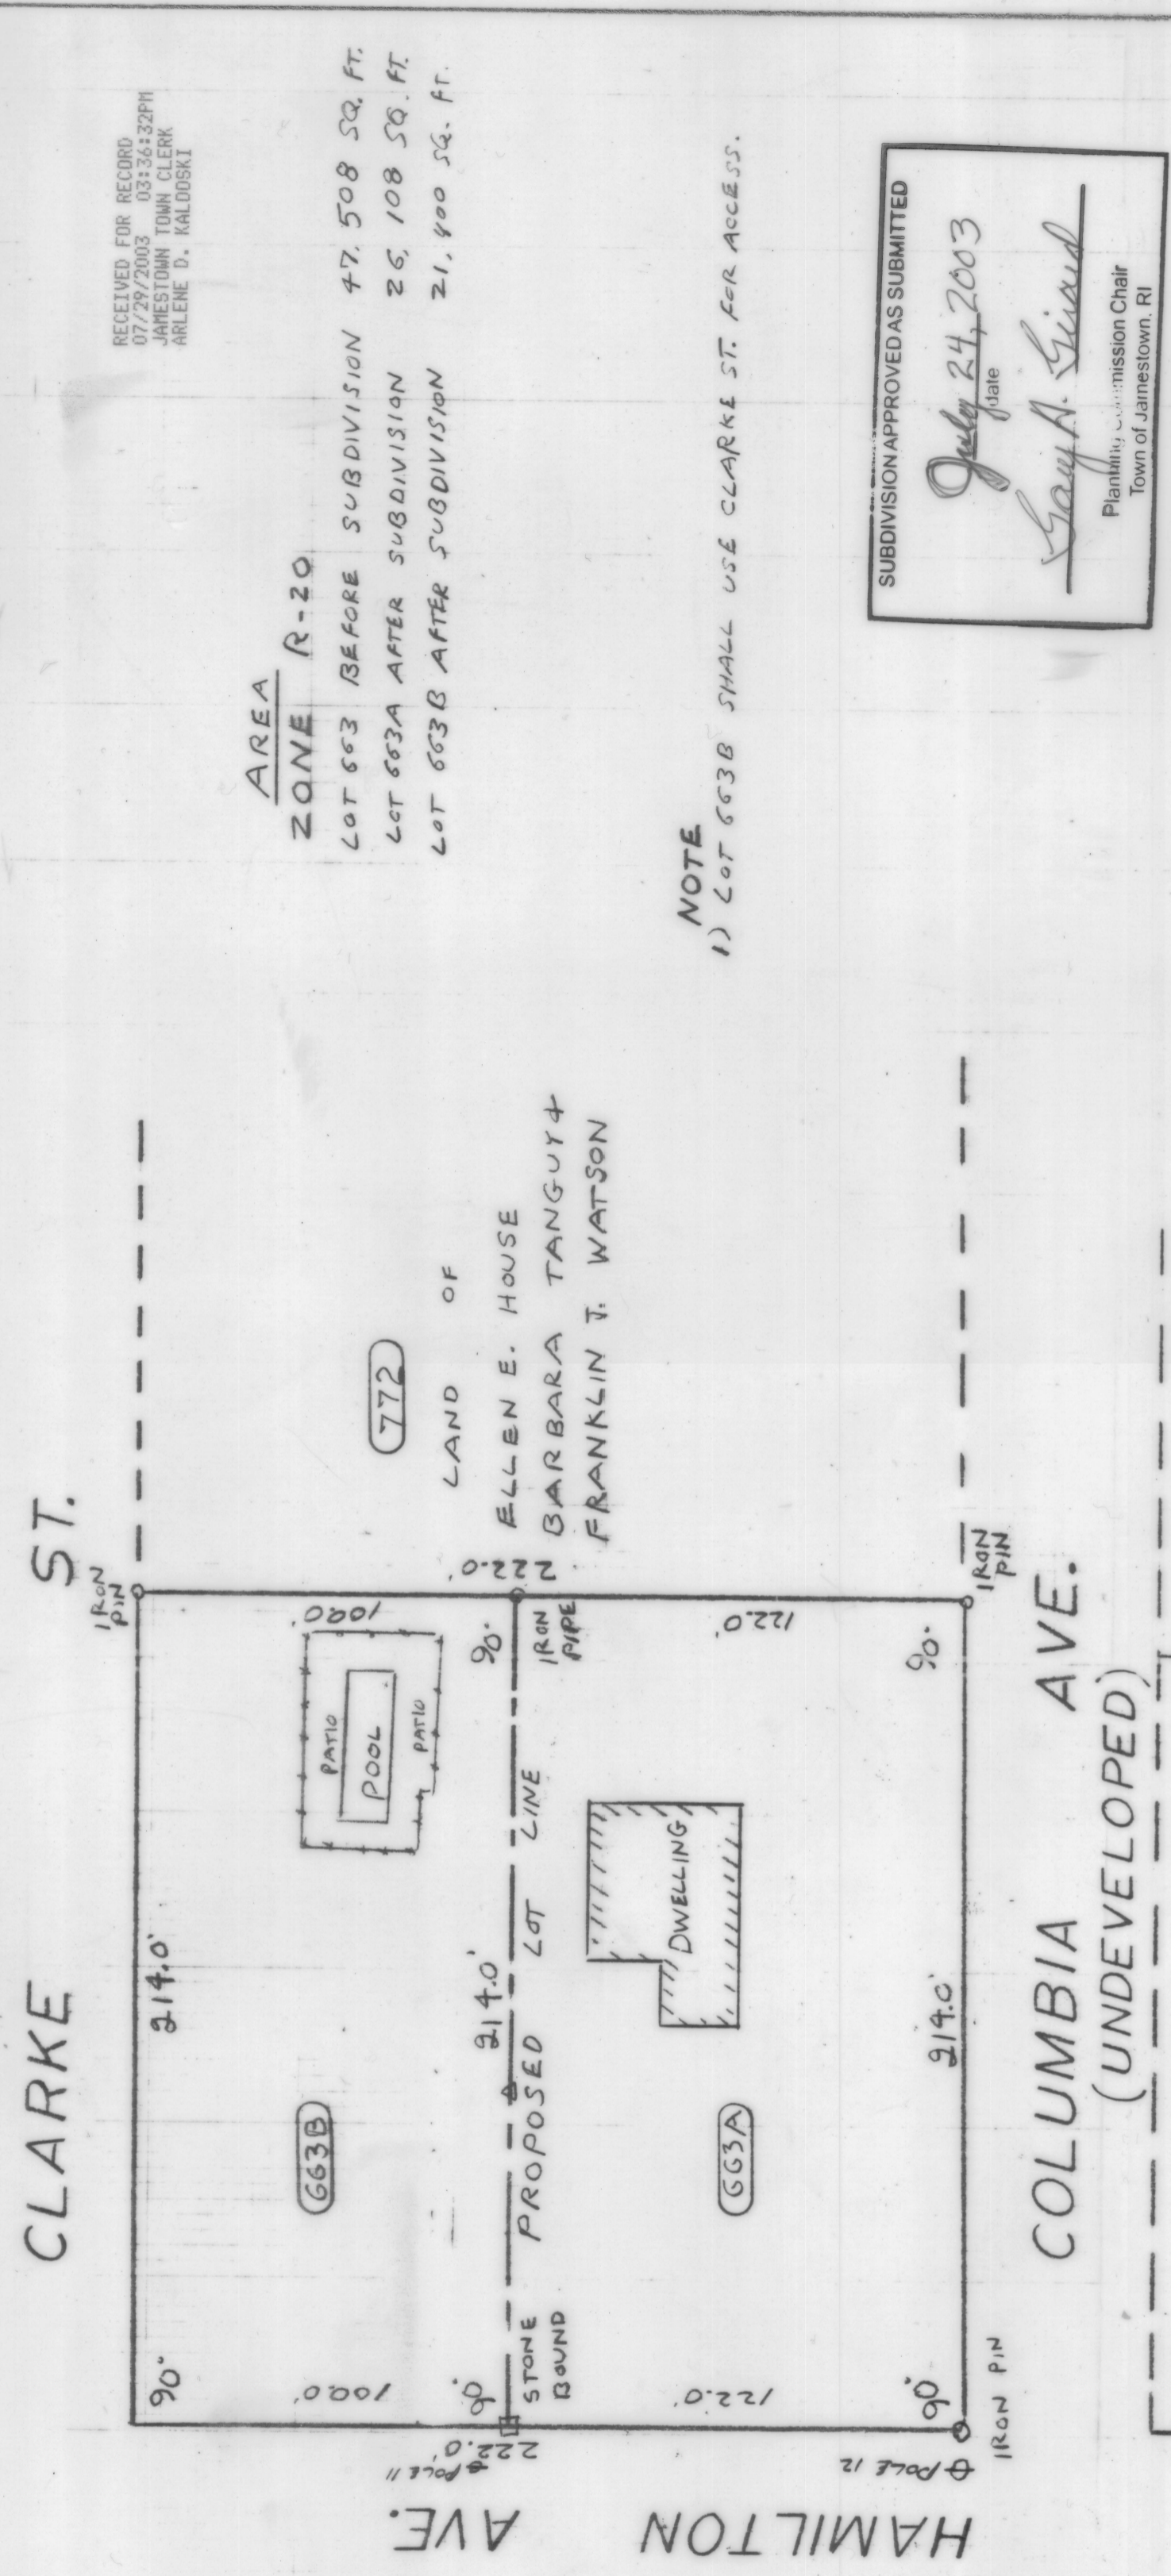 CLARKE ST.
RECEIVED FOR RECORD
07/29/2003 03:36:32PM
JAMESTOWN TOWN CLERK
ARLENE D. KALDOSKI
AREA
ZONE R-20
LOT 663 BEFORE SUBDIVISION 47,508 SQ. FT.
LOT 663A AFTER SUBDIVISION 26,108 SQ. FT.
LOT 663B AFTER SUBDIVISION 21,400 SQ. FT.
NOTE
1) LOT 663B SHALL USE CLARKE ST. FOR ACCESS.
SUBDIVISION APPROVED AS SUBMITTED
July 24, 2003
date
Gary A. Girard
Planning Commission Chair
Town of Jamestown, RI
IRON
PIN
90°
214.0'
100.0'
100.0'
663B
PATIO
POOL
PATIO
772
LAND OF
ELLEN E. HOUSE
BARBARA TANGUY &
FRANKLIN J. WATSON
222.0'
222.0'
POLE 11
90°
214.0'
90°
STONE
BOUND
PROPOSED LOT LINE
IRON
PIPE
DWELLING
663A
122.0'
122.0'
90°
214.0'
90°
POLE 12
IRON PIN
IRON
PIN
HAMILTON AVE.
COLUMBIA AVE.
(UNDEVELOPED)